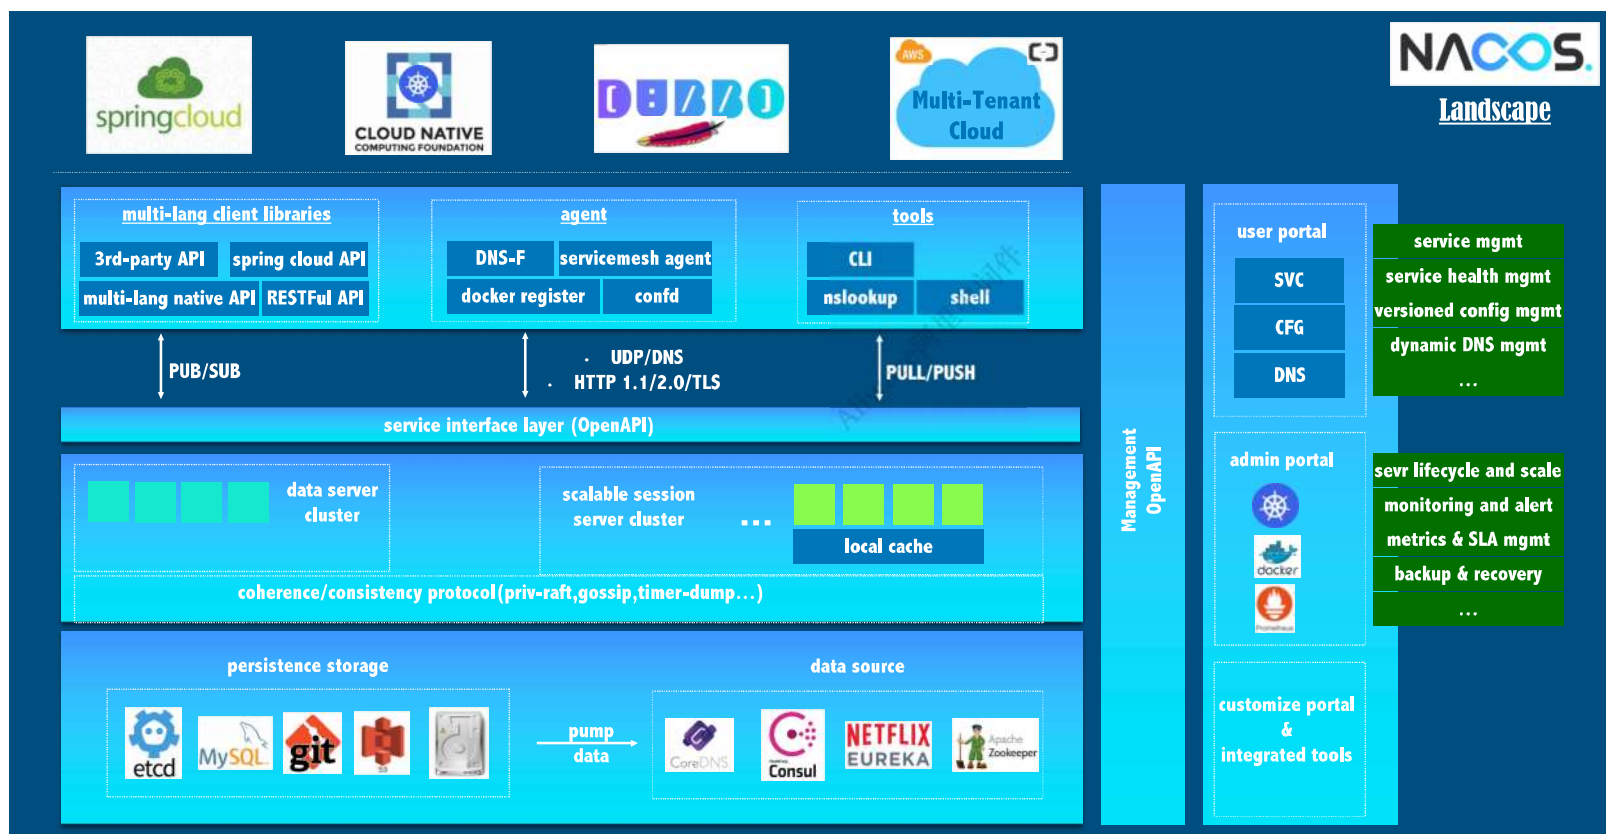 springcloud
CLOUD NATIVE
COMPUTING FOUNDATION
DUBBO
AWS
Multi-Tenant
Cloud
NACOS.
Landscape
multi-lang client libraries
3rd-party API
spring cloud API
multi-lang native API
RESTFul API
agent
DNS-F
servicemesh agent
docker register
confd
tools
CLI
nslookup
shell
PUB/SUB
· UDP/DNS
· HTTP 1.1/2.0/TLS
PULL/PUSH
service interface layer (OpenAPI)
data server
cluster
scalable session
server cluster
...
local cache
coherence/consistency protocol(priv-raft,gossip,timer-dump...)
persistence storage
etcd
MySQL
git
S3
pump
data
data source
CoreDNS
Consul
NETFLIX
EUREKA
Apache
Zookeeper
Management
OpenAPI
user portal
SVC
CFG
DNS
service mgmt
service health mgmt
versioned config mgmt
dynamic DNS mgmt
...
admin portal
docker
Prometheus
sevr lifecycle and scale
monitoring and alert
metrics & SLA mgmt
backup & recovery
...
customize portal
&
integrated tools